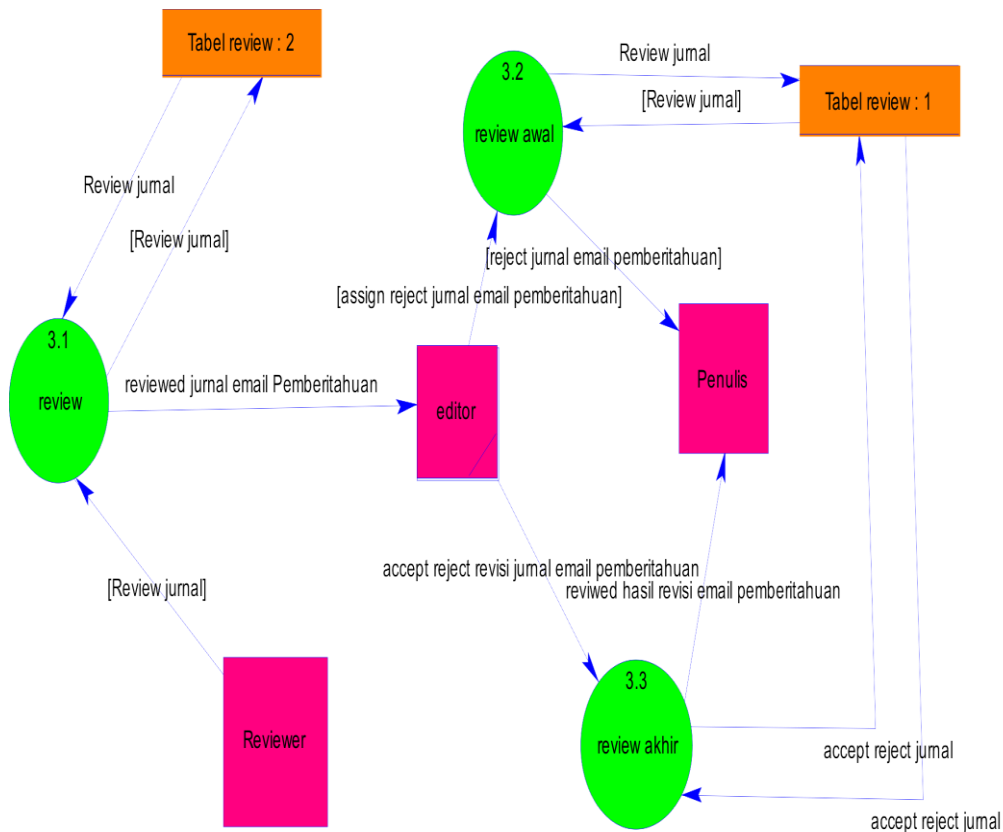 Tabel review : 2
3.2
review awal
Review jurnal
[Review jurnal]
Tabel review : 1
Review jurnal
[Review jurnal]
[reject jurnal email pemberitahuan]
[assign reject jurnal email pemberitahuan]
3.1
review
reviewed jurnal email Pemberitahuan
editor
Penulis
accept reject revisi jurnal email pemberitahuan
reviwed hasil revisi email pemberitahuan
[Review jurnal]
Reviewer
3.3
review akhir
accept reject jurnal
accept reject jurnal